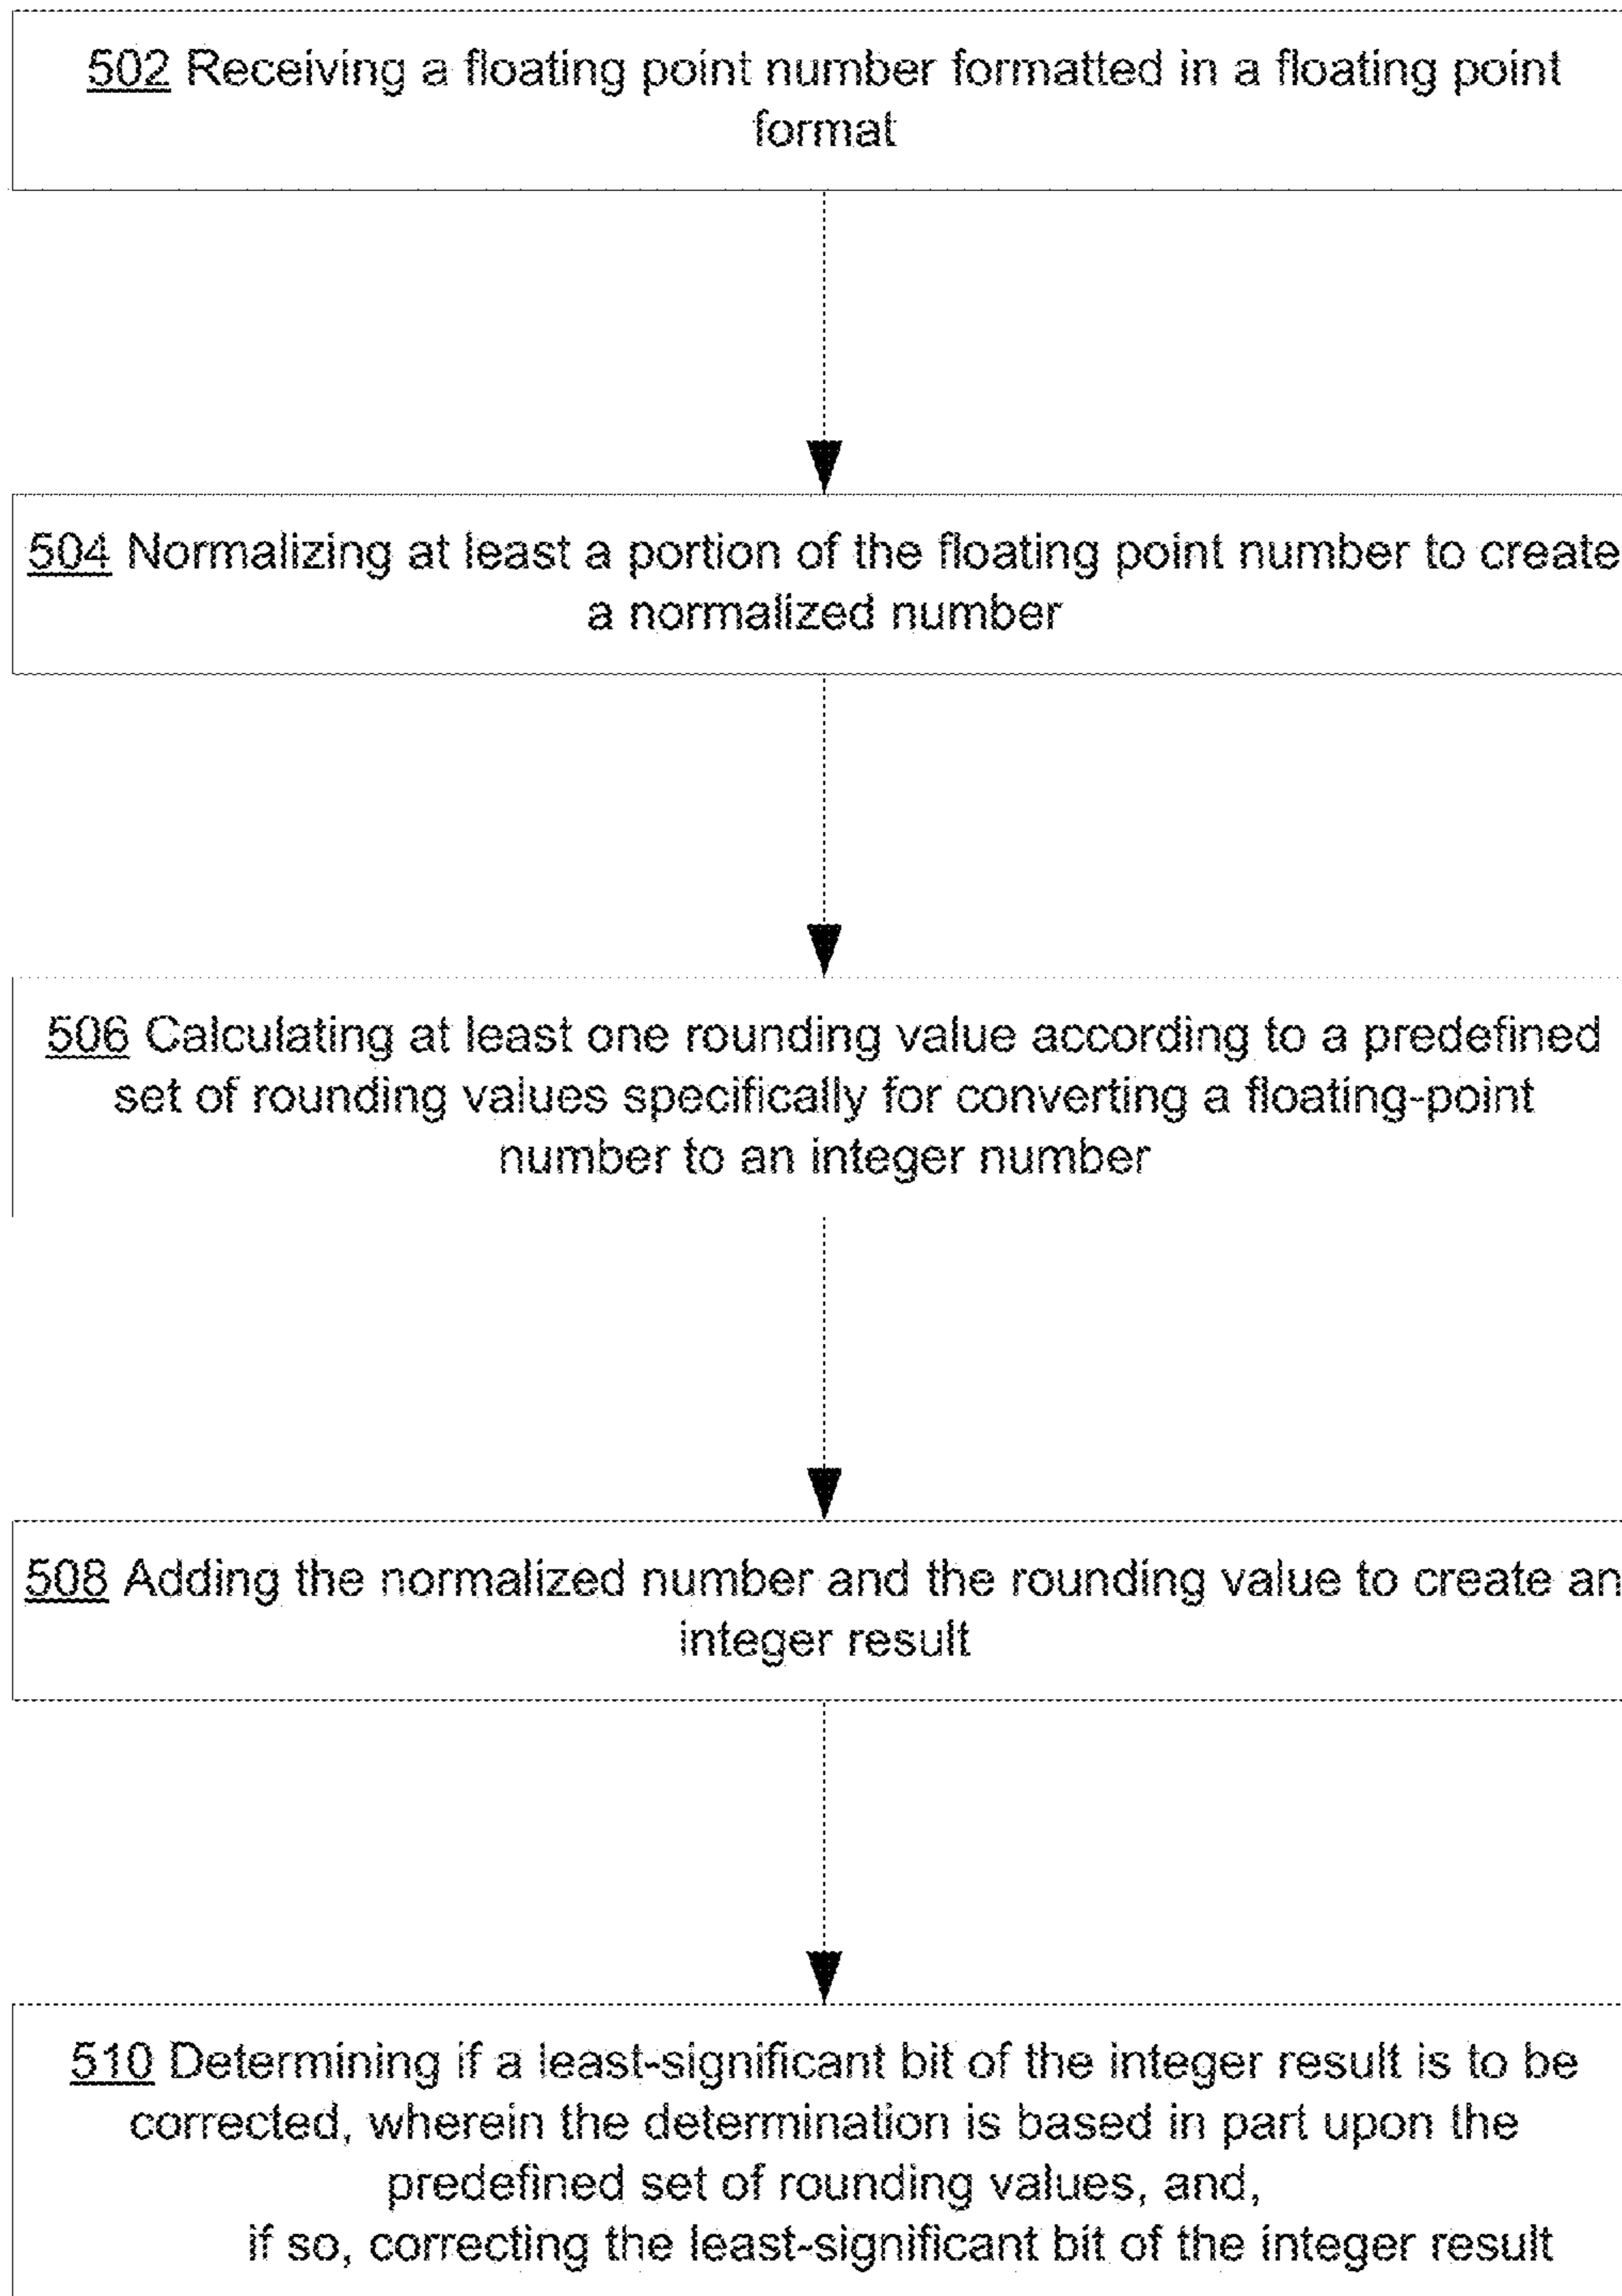 502 Receiving a floating point number formatted in a floating point
format
504 Normalizing at least a portion of the floating point number to create
a normalized number
506 Calculating at least one rounding value according to a predefined
set of rounding values specifically for converting a floating-point
number to an integer number
508 Adding the normalized number and the rounding value to create an
integer result
510 Determining if a least-significant bit of the integer result is to be
corrected, wherein the determination is based in part upon the
predefined set of rounding values, and,
if so, correcting the least-significant bit of the integer result